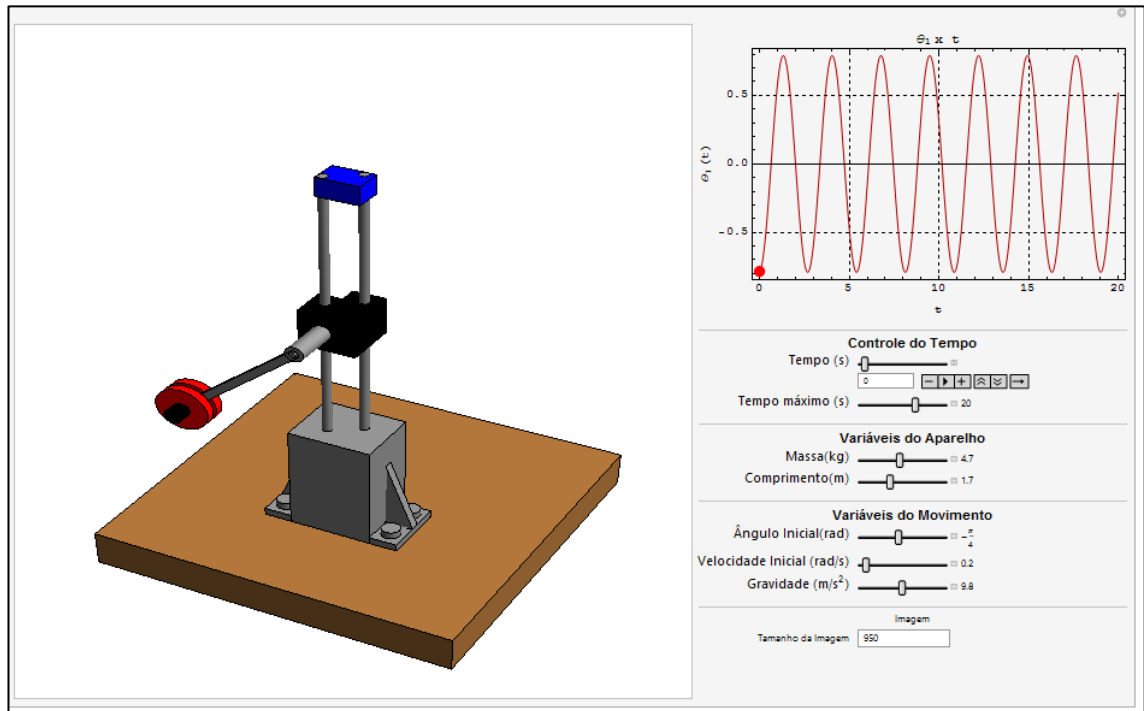 θ₁ x t
0.5
0.0
-0.5
θ₁(t)
0 5 10 15 20
t
Controle do Tempo
Tempo (s)
0
Tempo máximo (s) 20
Variáveis do Aparelho
Massa(kg) 4.7
Comprimento(m) 1.7
Variáveis do Movimento
Ângulo Inicial(rad) -π/4
Velocidade Inicial (rad/s) 0.2
Gravidade (m/s²) 9.8
Imagem
Tamanho da Imagem 950